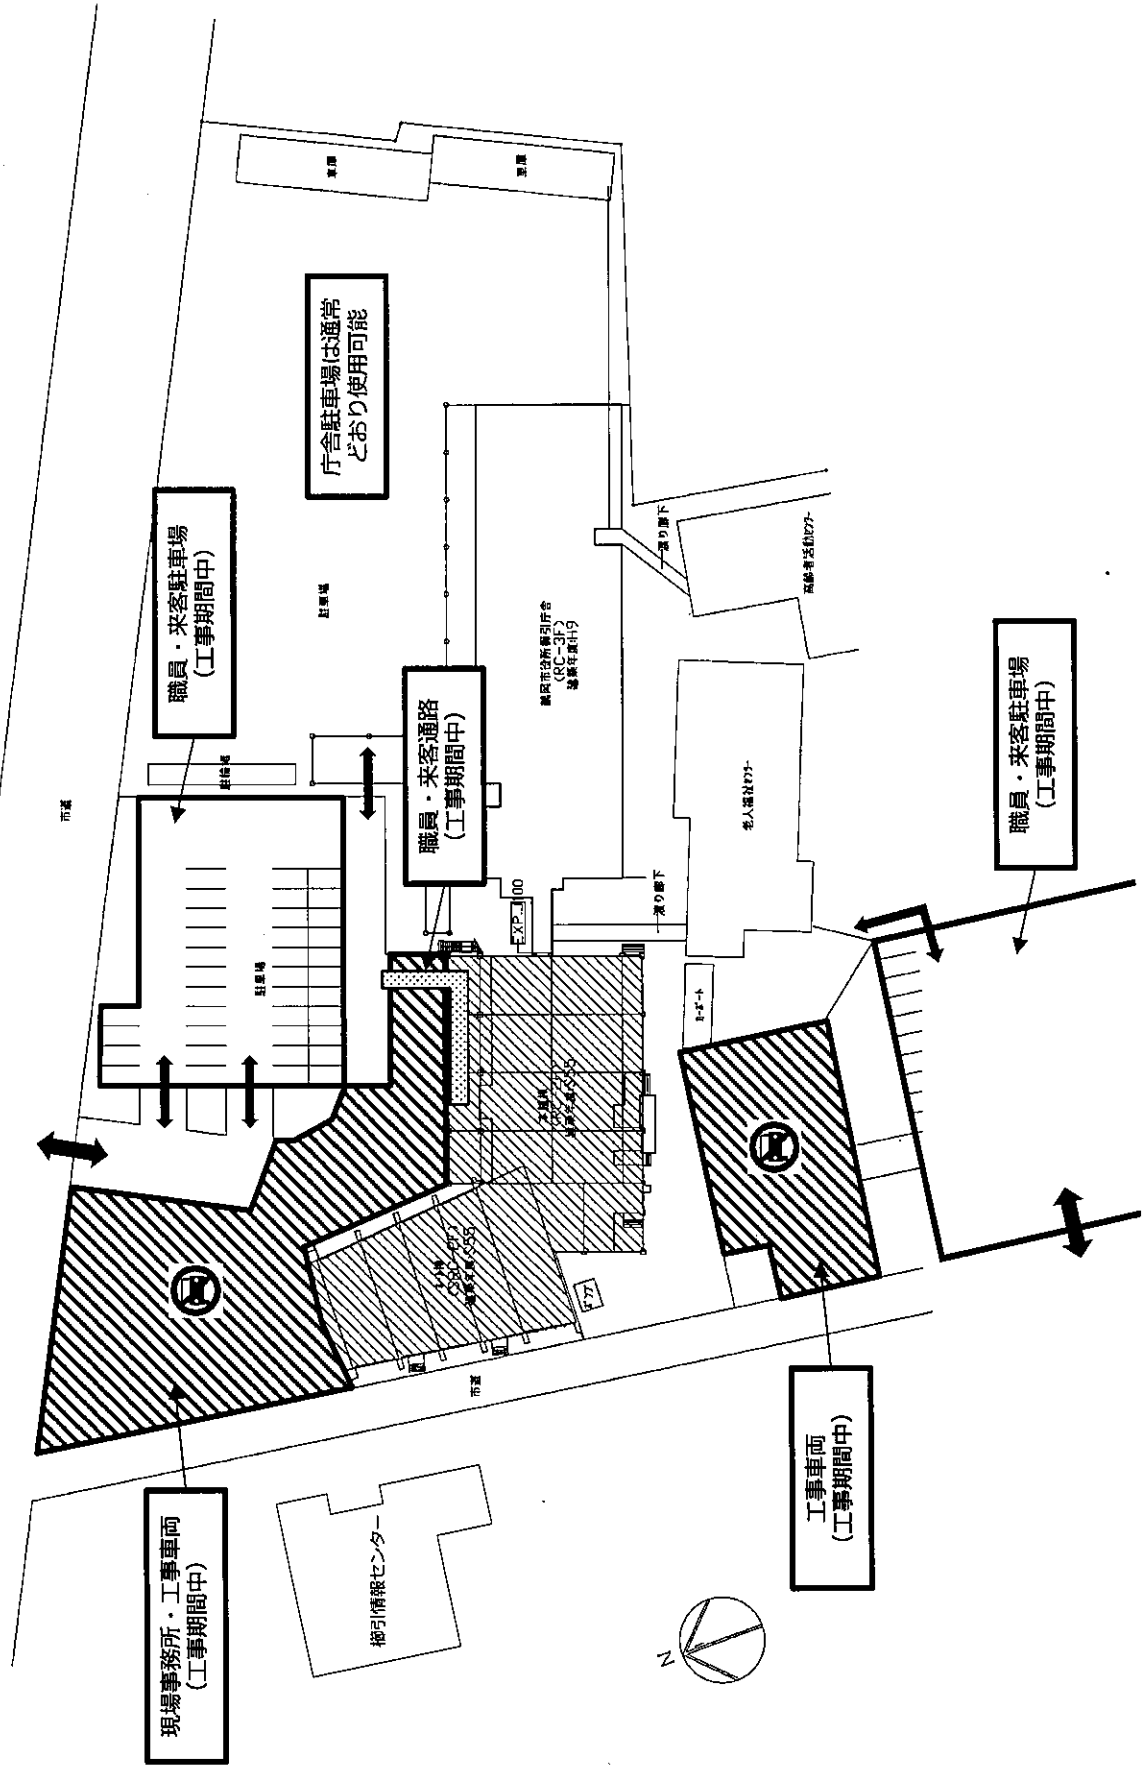 現場事務所・工事車両
(工事期間中)
職員・来客駐車場
(工事期間中)
庁舎駐車場は通常
どおり使用可能
職員・来客通路
(工事期間中)
工事車両
(工事期間中)
職員・来客駐車場
(工事期間中)
市道
駐輪場
駐車場
駐車場
車庫
EXP.J100
(RC-3F)
渡り廊下
渡り廊下
老人福祉センター
高齢者活動センター
カーポート
市道
櫛引情報センター
N